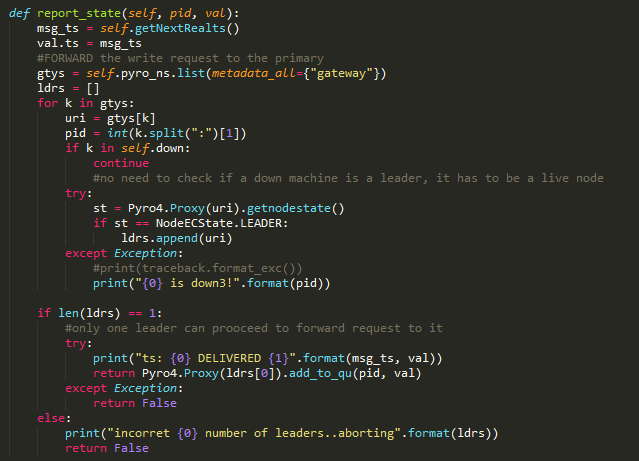 def report_state(self, pid, val):
    msg_ts = self.getNextRealts()
    val.ts = msg_ts
    #FORWARD the write request to the primary
    gtys = self.pyro_ns.list(metadata_all={"gateway"})
    ldrs = []
    for k in gtys:
        uri = gtys[k]
        pid = int(k.split(":")[1])
        if k in self.down:
            continue
            #no need to check if a down machine is a leader, it has to be a live node
        try:
            st = Pyro4.Proxy(uri).getnodestate()
            if st == NodeECState.LEADER:
                ldrs.append(uri)
        except Exception:
            #print(traceback.format_exc())
            print("{0} is down3!".format(pid))

    if len(ldrs) == 1:
        #only one leader can prooceed to forward request to it
        try:
            print("ts: {0} DELIVERED {1}".format(msg_ts, val))
            return Pyro4.Proxy(ldrs[0]).add_to_qu(pid, val)
        except Exception:
            return False
    else:
        print("incorret {0} number of leaders..aborting".format(ldrs))
        return False